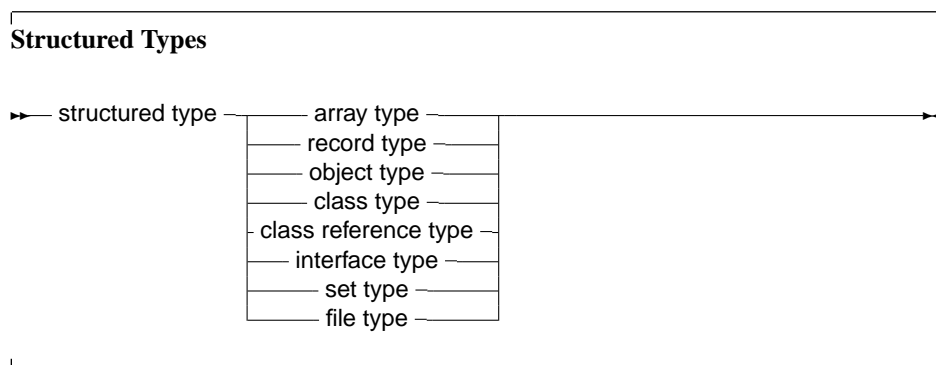 Structured Types
structured type array type
record type
object type
class type
class reference type
interface type
set type
file type